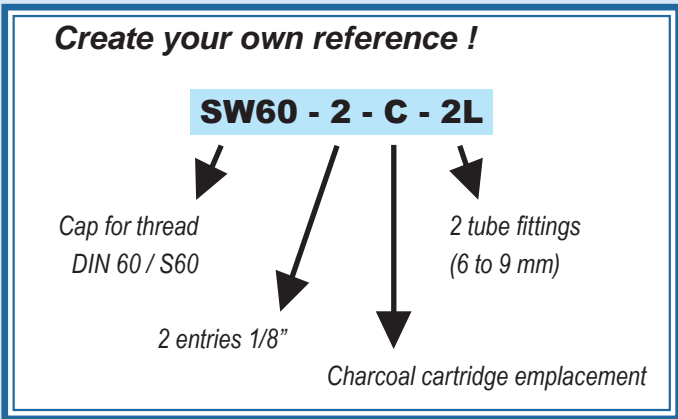 Create your own reference !
SW60 - 2 - C - 2L
Cap for thread
DIN 60 / S60
2 tube fittings
(6 to 9 mm)
2 entries 1/8”
Charcoal cartridge emplacement